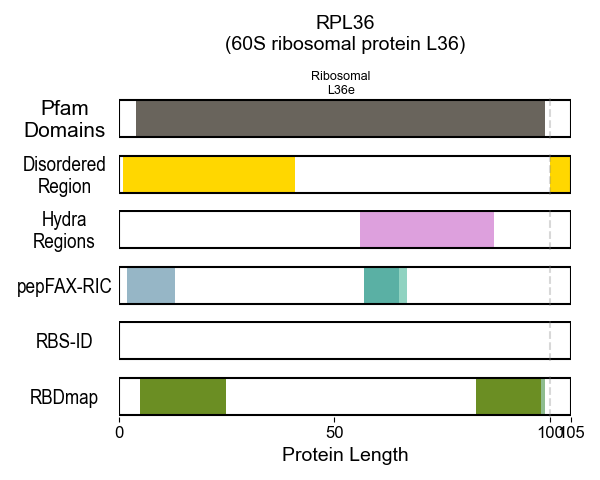 RPL36
(60S ribosomal protein L36)
Ribosomal
L36e
Pfam
Domains
Disordered
Region
Hydra
Regions
pepFAX-RIC
RBS-ID
RBDmap
0 50 100 105
Protein Length